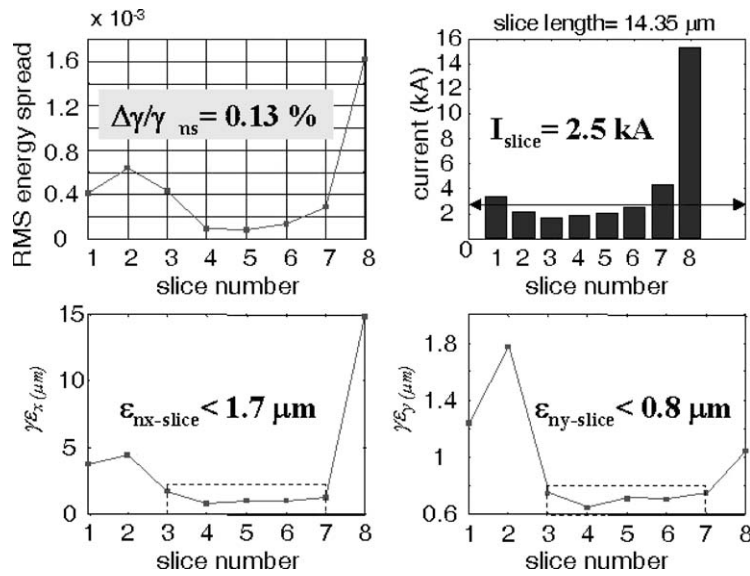 x 10⁻³
RMS energy spread
1.6
1.2
0.8
0.4
0
Δγ/γ ns = 0.13 %
1 2 3 4 5 6 7 8
slice number
slice length= 14.35 μm
current (kA)
16
14
12
10
8
6
4
2
0
I slice = 2.5 kA
1 2 3 4 5 6 7 8
slice number
γεx (μm)
15
10
5
0
εnx-slice < 1.7 μm
1 2 3 4 5 6 7 8
slice number
γεy (μm)
1.8
1.4
1
0.6
εny-slice < 0.8 μm
1 2 3 4 5 6 7 8
slice number